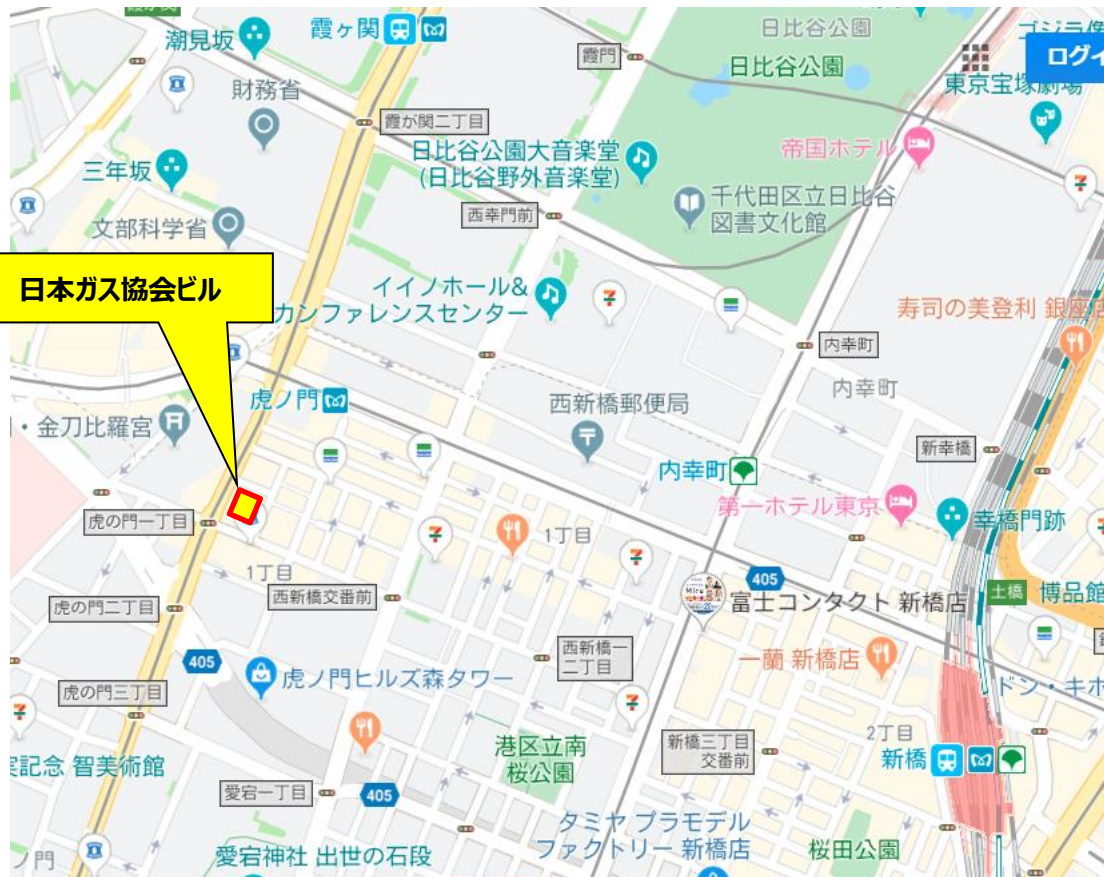 日比谷公園
霞ヶ関
潮見坂
霞門
日比谷公園
ログイ
東京宝塚劇場
財務省
霞が関二丁目
日比谷公園大音楽堂
(日比谷野外音楽堂)
帝国ホテル
三年坂
千代田区立日比谷
図書文化館
文部科学省
西幸門前
日本ガス協会ビル
イイノホール&
カンファレンスセンター
寿司の美登利 銀座店
内幸町
内幸町
虎ノ門
西新橋郵便局
・金刀比羅宮
新幸橋
内幸町
第一ホテル東京
虎の門一丁目
幸橋門跡
1丁目
1丁目
405
西新橋交番前
虎の門二丁目
富士コンタクト 新橋店
土橋
博品館
西新橋一
二丁目
405
一蘭 新橋店
虎ノ門ヒルズ森タワー
虎の門三丁目
ドン・キホ
2丁目
港区立南
桜公園
新橋三丁目
交番前
新橋
記念 智美術館
愛宕一丁目
405
タミヤ プラモデル
ファクトリー 新橋店
桜田公園
ノ門
愛宕神社 出世の石段